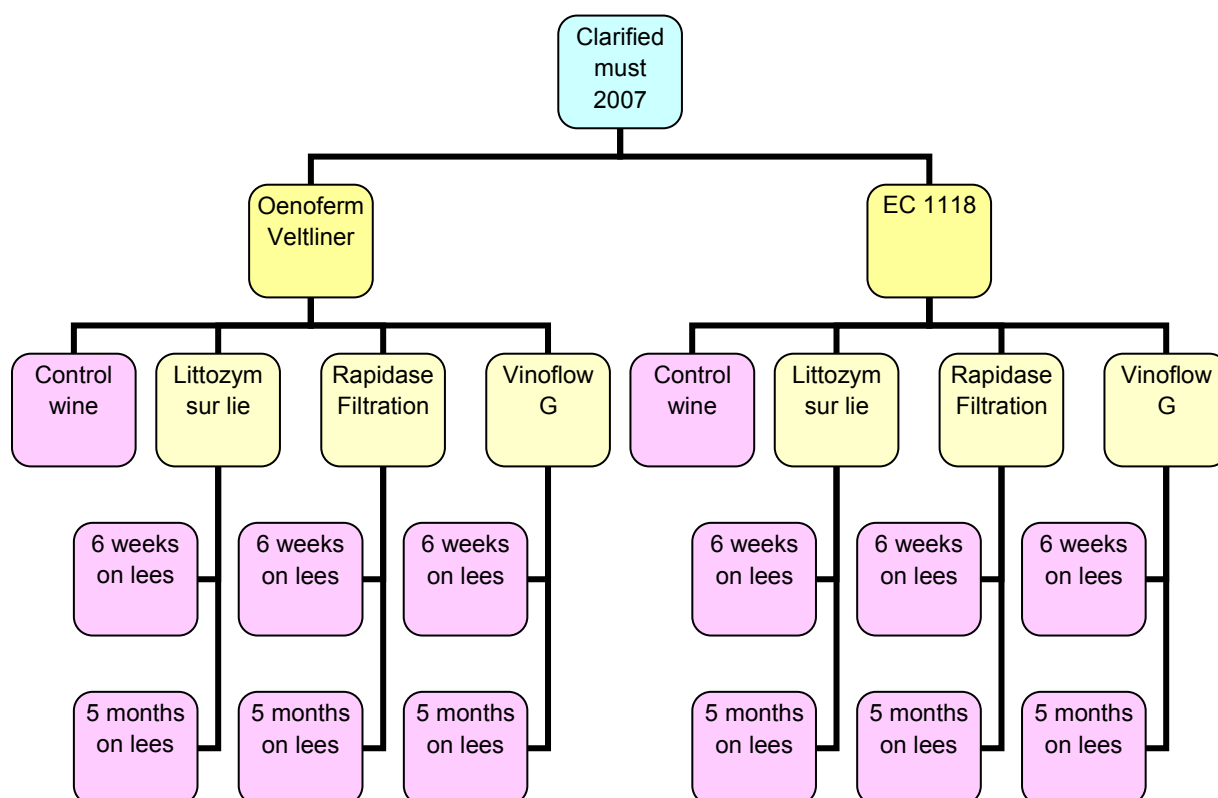 Clarified
must
2007
Oenoferm
Veltliner
EC 1118
Control
wine
Littozym
sur lie
Rapidase
Filtration
Vinoflow
G
Control
wine
Littozym
sur lie
Rapidase
Filtration
Vinoflow
G
6 weeks
on lees
6 weeks
on lees
6 weeks
on lees
6 weeks
on lees
6 weeks
on lees
6 weeks
on lees
5 months
on lees
5 months
on lees
5 months
on lees
5 months
on lees
5 months
on lees
5 months
on lees